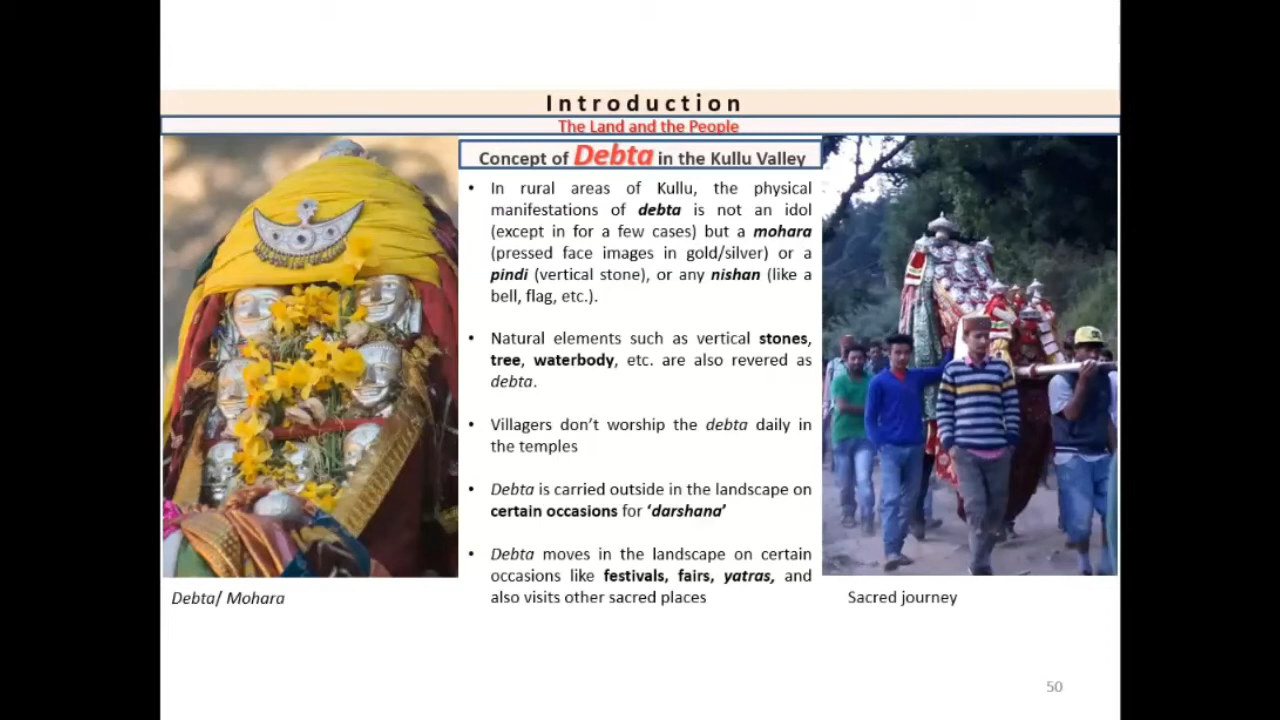 Introduction
The Land and the People
Concept of Debta in the Kullu Valley
• In rural areas of Kullu, the physical
manifestations of debta is not an idol
(except in for a few cases) but a mohara
(pressed face images in gold/silver) or a
pindi (vertical stone), or any nishan (like a
bell, flag, etc.).
• Natural elements such as vertical stones,
tree, waterbody, etc. are also revered as
debta.
• Villagers don't worship the debta daily in
the temples
• Debta is carried outside in the landscape on
certain occasions for ‘darshana’
• Debta moves in the landscape on certain
occasions like festivals, fairs, yatras, and
also visits other sacred places
Debta/ Mohara
Sacred journey
50